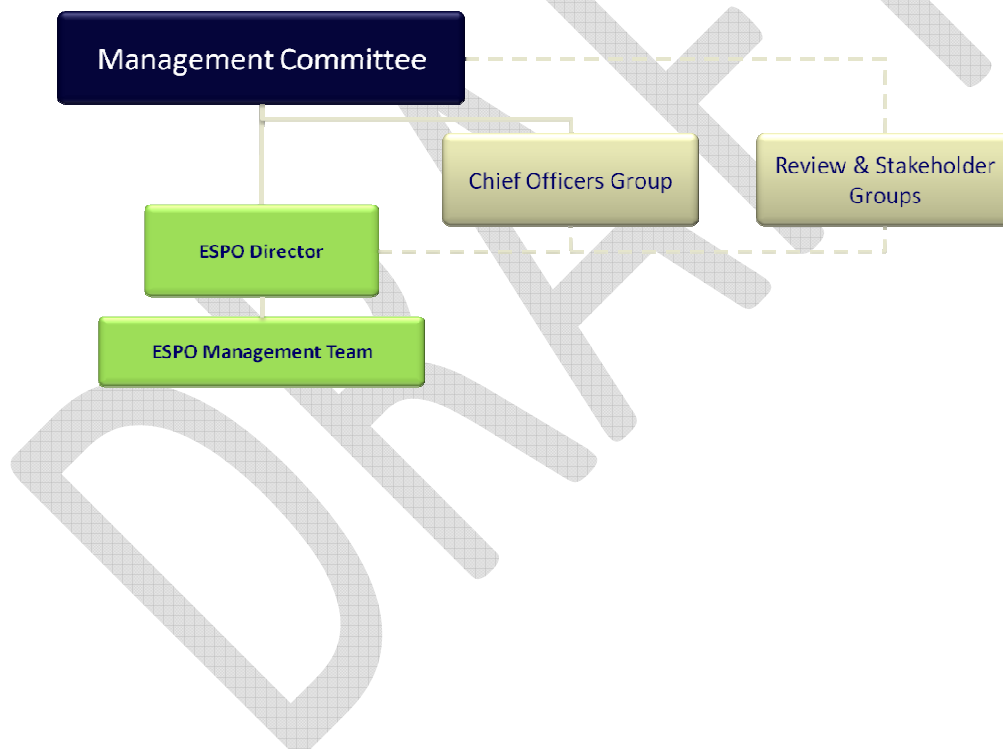 Management Committee
Chief Officers Group
Review & Stakeholder
Groups
ESPO Director
ESPO Management Team
DRAFT